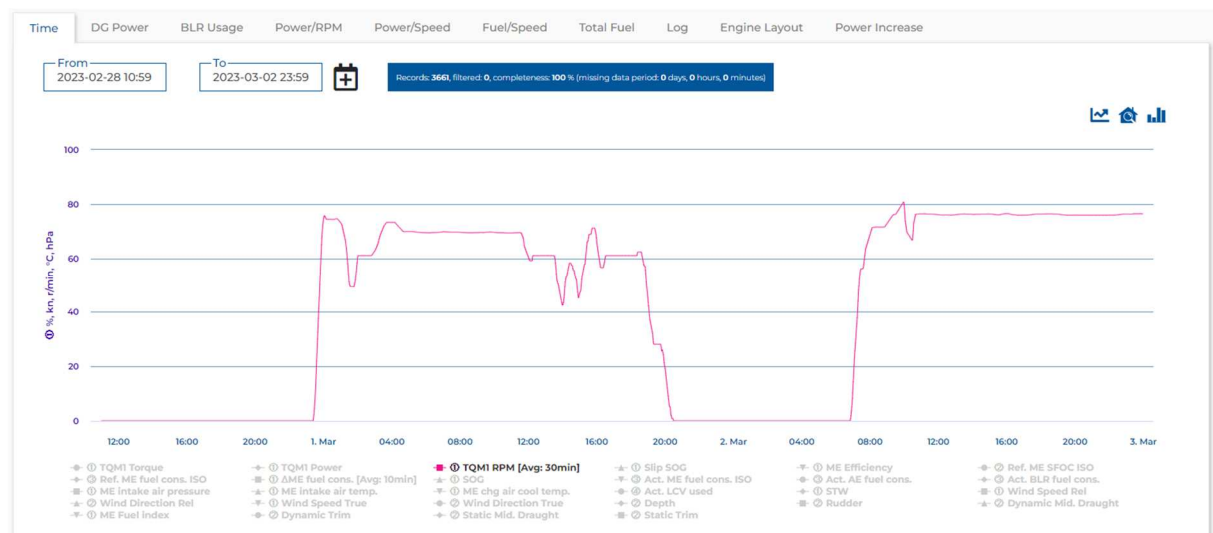 Time DG Power BLR Usage Power/RPM Power/Speed Fuel/Speed Total Fuel Log Engine Layout Power Increase
From To
2023-02-28 10:59 2023-03-02 23:59
Records: 3661, filtered: 0, completeness: 100 % (missing data period: 0 days, 0 hours, 0 minutes)
100
80
60
40
20
0
① %, kn, r/min, °C, hPa
12:00 16:00 20:00 1. Mar 04:00 08:00 12:00 16:00 20:00 2. Mar 04:00 08:00 12:00 16:00 20:00 3. Mar
① TQM1 Torque ① TQM1 Power ① TQM1 RPM [Avg: 30min] ① Slip SOG ① ME Efficiency ② Ref. ME SFOC ISO
③ Ref. ME fuel cons. ISO ① ΔME fuel cons. [Avg: 10min] ① SOG ③ Act. ME fuel cons. ISO ③ Act. AE fuel cons. ③ Act. BLR fuel cons.
① ME intake air pressure ① ME intake air temp. ① ME chg air cool temp. ④ Act. LCV used ① STW ① Wind Speed Rel
② Wind Direction Rel ① Wind Speed True ② Wind Direction True ② Depth ② Rudder ② Dynamic Mid. Draught
① ME Fuel index ② Dynamic Trim ② Static Mid. Draught ② Static Trim